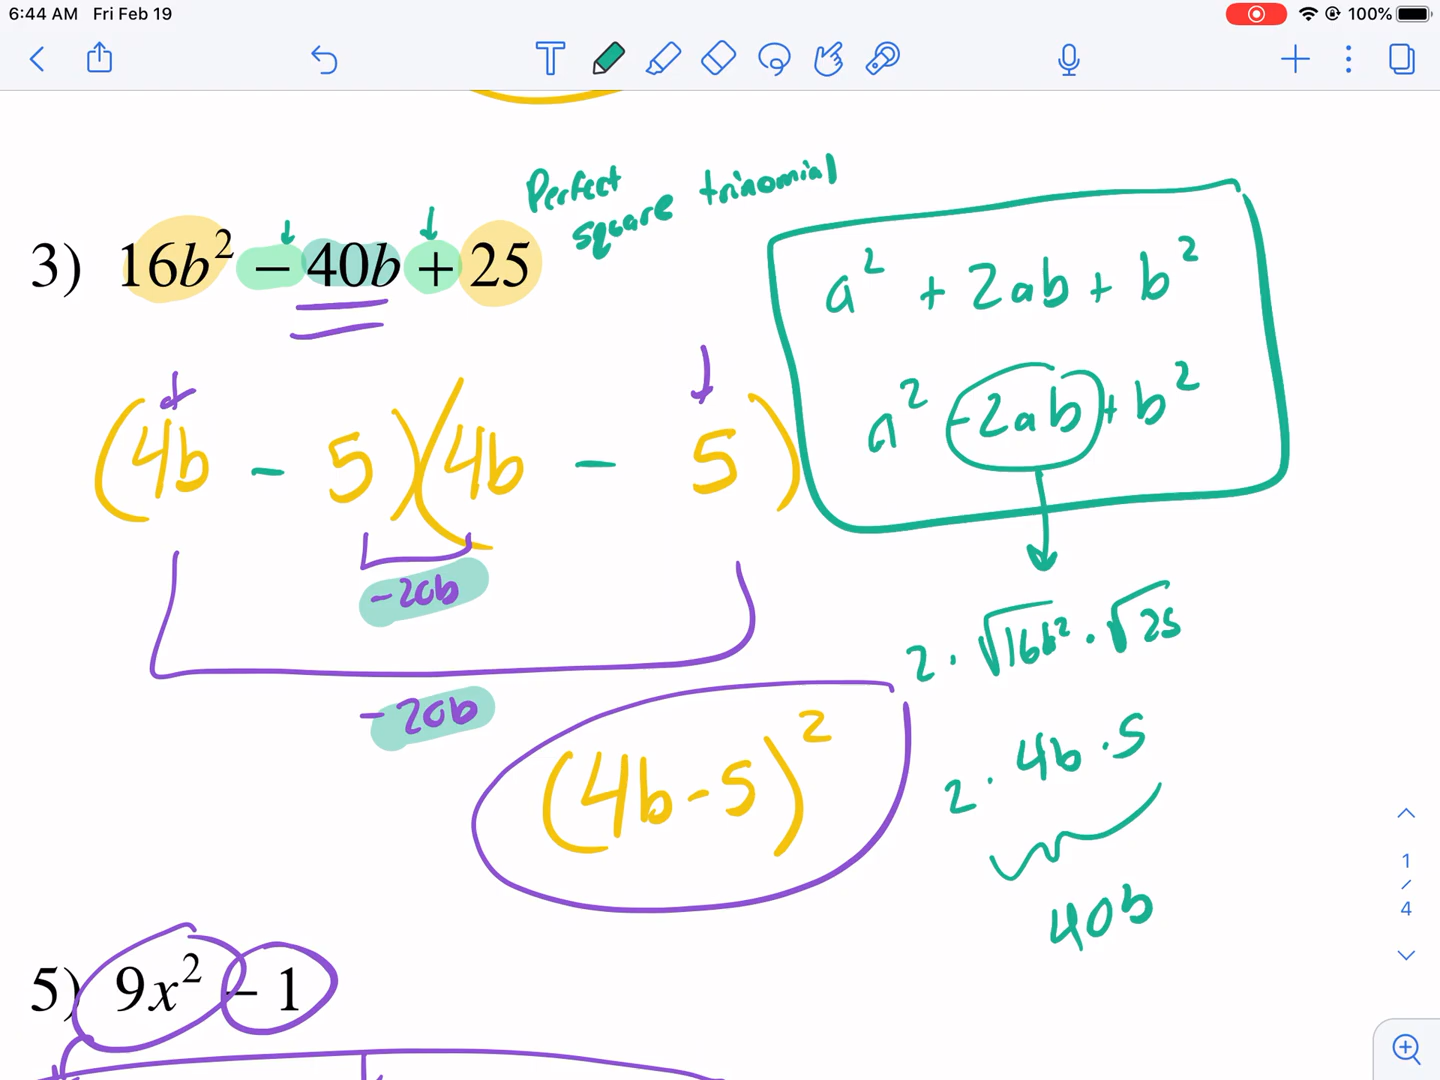 6:44 AM Fri Feb 19
100%
T
Perfect square trinomial
3) 16b² − 40b + 25
a² + 2ab + b²
a² - 2ab + b²
(4b - 5)(4b - 5)
-20b
-20b
2 · √16b² · √25
2 · 4b · 5
40b
(4b-5)²
1
/
4
5) 9x² − 1